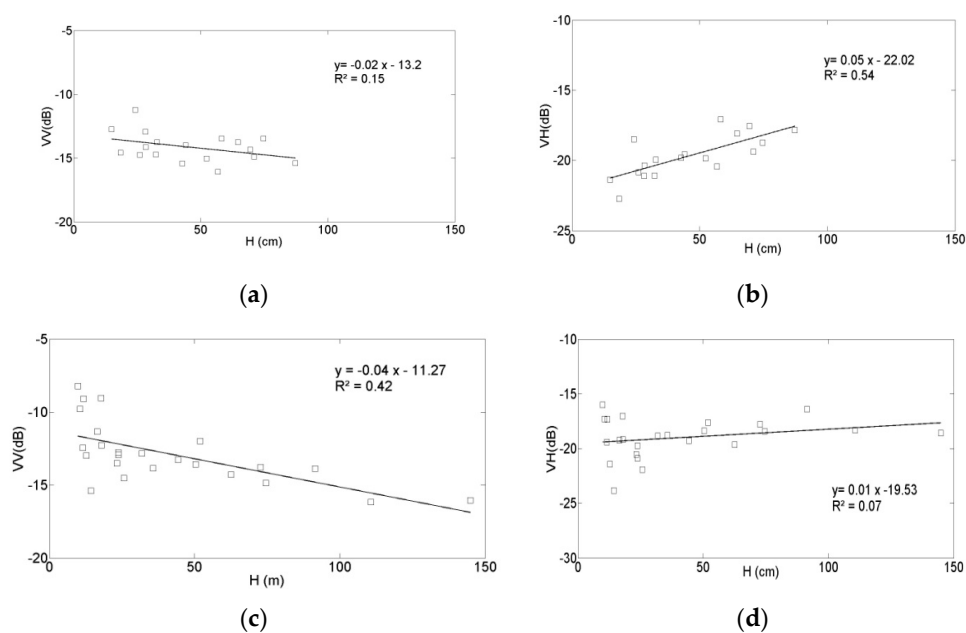 -5
y= -0.02 x - 13.2
R² = 0.15
-10
VV(dB)
-15
-20
0 50 100 150
H (cm)
(a)
-10
y= 0.05 x - 22.02
R² = 0.54
-15
VH(dB)
-20
-25
0 50 100 150
H (cm)
(b)
-5
y = -0.04 x - 11.27
R² = 0.42
-10
VV(dB)
-15
-20
0 50 100 150
H (m)
(c)
-10
-15
VH(dB)
-20
-25
y= 0.01 x -19.53
R² = 0.07
-30
0 50 100 150
H (cm)
(d)